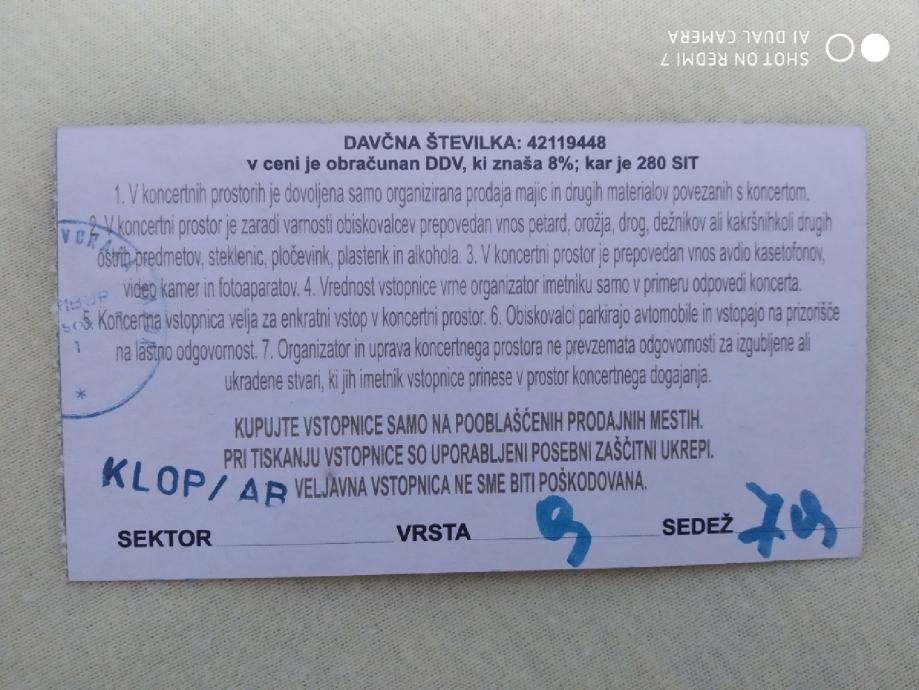 SHOT ON REDMI 7
AI DUAL CAMERA
DAVČNA ŠTEVILKA: 42119448
v ceni je obračunan DDV, ki znaša 8%; kar je 280 SIT
1. V koncertnih prostorih je dovoljena samo organizirana prodaja majic in drugih materialov povezanih s koncertom.
2. V koncertni prostor je zaradi varnosti obiskovalcev prepovedan vnos petard, orožja, drog, dežnikov ali kakršnihkoli drugih
ostrih predmetov, steklenic, pločevink, plastenk in alkohola. 3. V koncertni prostor je prepovedan vnos avdio kasetofonov,
video kamer in fotoaparatov. 4. Vrednost vstopnice vrne organizator imetniku samo v primeru odpovedi koncerta.
5. Koncertna vstopnica velja za enkratni vstop v koncertni prostor. 6. Obiskovalci parkirajo avtomobile in vstopajo na prizorišče
na lastno odgovornost. 7. Organizator in uprava koncertnega prostora ne prevzemata odgovornosti za izgubljene ali
ukradene stvari, ki jih imetnik vstopnice prinese v prostor koncertnega dogajanja.
KUPUJTE VSTOPNICE SAMO NA POOBLAŠČENIH PRODAJNIH MESTIH.
PRI TISKANJU VSTOPNICE SO UPORABLJENI POSEBNI ZAŠČITNI UKREPI.
KLOP/AB VELJAVNA VSTOPNICA NE SME BITI POŠKODOVANA.
SEKTOR VRSTA 9 SEDEŽ 79